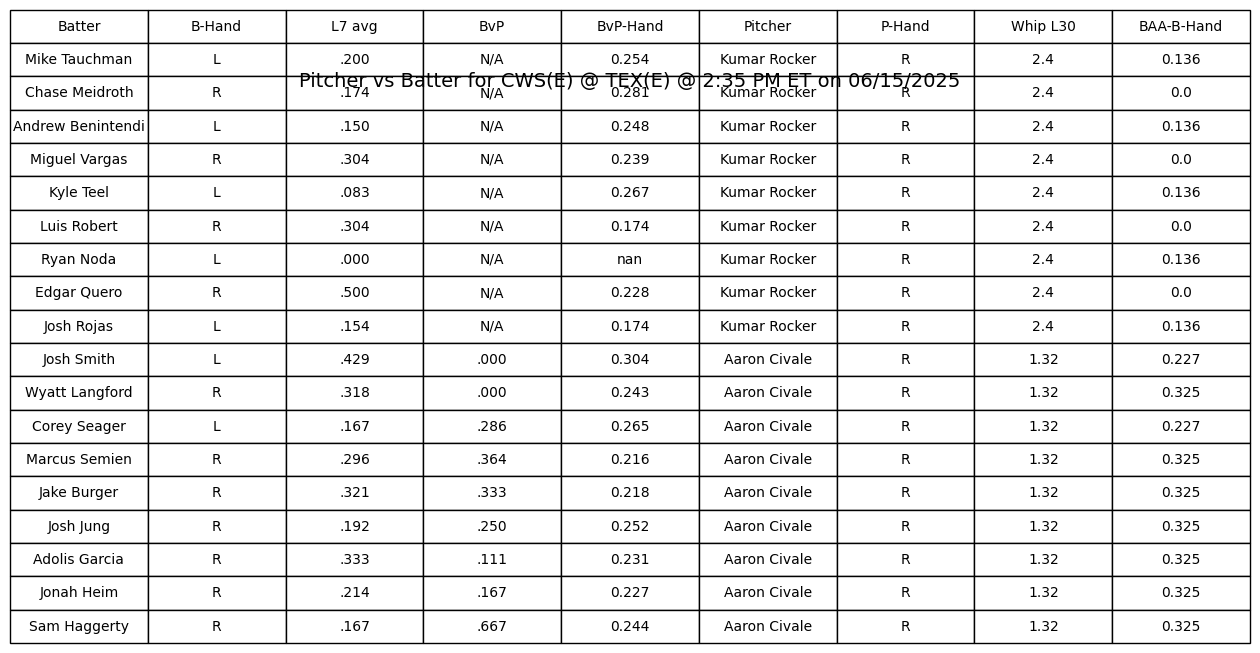 Batter B-Hand L7 avg BvP BvP-Hand Pitcher P-Hand Whip L30 BAA-B-Hand
Mike Tauchman L .200 N/A 0.254 Kumar Rocker R 2.4 0.136
Pitcher vs Batter for CWS(E) @ TEX(E) @ 2:35 PM ET on 06/15/2025
Chase Meidroth R .174 N/A 0.281 Kumar Rocker R 2.4 0.0
Andrew Benintendi L .150 N/A 0.248 Kumar Rocker R 2.4 0.136
Miguel Vargas R .304 N/A 0.239 Kumar Rocker R 2.4 0.0
Kyle Teel L .083 N/A 0.267 Kumar Rocker R 2.4 0.136
Luis Robert R .304 N/A 0.174 Kumar Rocker R 2.4 0.0
Ryan Noda L .000 N/A nan Kumar Rocker R 2.4 0.136
Edgar Quero R .500 N/A 0.228 Kumar Rocker R 2.4 0.0
Josh Rojas L .154 N/A 0.174 Kumar Rocker R 2.4 0.136
Josh Smith L .429 .000 0.304 Aaron Civale R 1.32 0.227
Wyatt Langford R .318 .000 0.243 Aaron Civale R 1.32 0.325
Corey Seager L .167 .286 0.265 Aaron Civale R 1.32 0.227
Marcus Semien R .296 .364 0.216 Aaron Civale R 1.32 0.325
Jake Burger R .321 .333 0.218 Aaron Civale R 1.32 0.325
Josh Jung R .192 .250 0.252 Aaron Civale R 1.32 0.325
Adolis Garcia R .333 .111 0.231 Aaron Civale R 1.32 0.325
Jonah Heim R .214 .167 0.227 Aaron Civale R 1.32 0.325
Sam Haggerty R .167 .667 0.244 Aaron Civale R 1.32 0.325